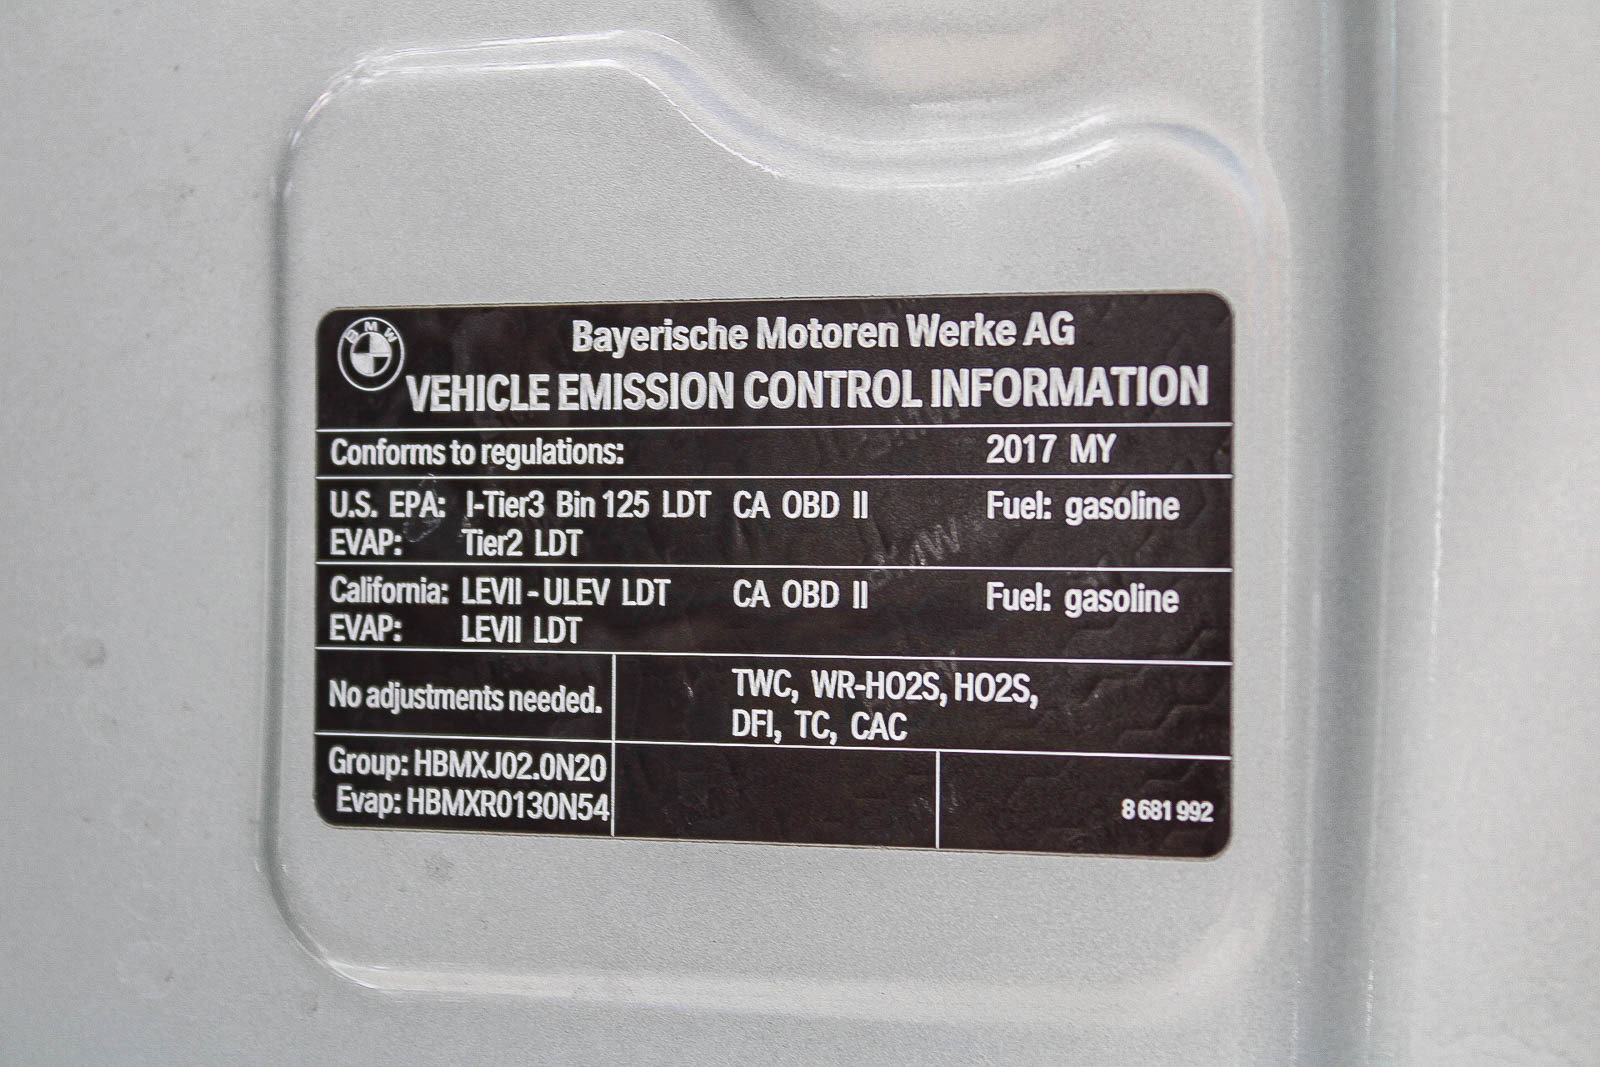 BMW
Bayerische Motoren Werke AG
VEHICLE EMISSION CONTROL INFORMATION
Conforms to regulations: 2017 MY
U.S. EPA: I-Tier3 Bin 125 LDT CA OBD II Fuel: gasoline
EVAP: Tier2 LDT
California: LEVII - ULEV LDT CA OBD II Fuel: gasoline
EVAP: LEVII LDT
No adjustments needed.
TWC, WR-HO2S, HO2S,
DFI, TC, CAC
Group: HBMXJ02.0N20
Evap: HBMXR0130N54
8 681 992